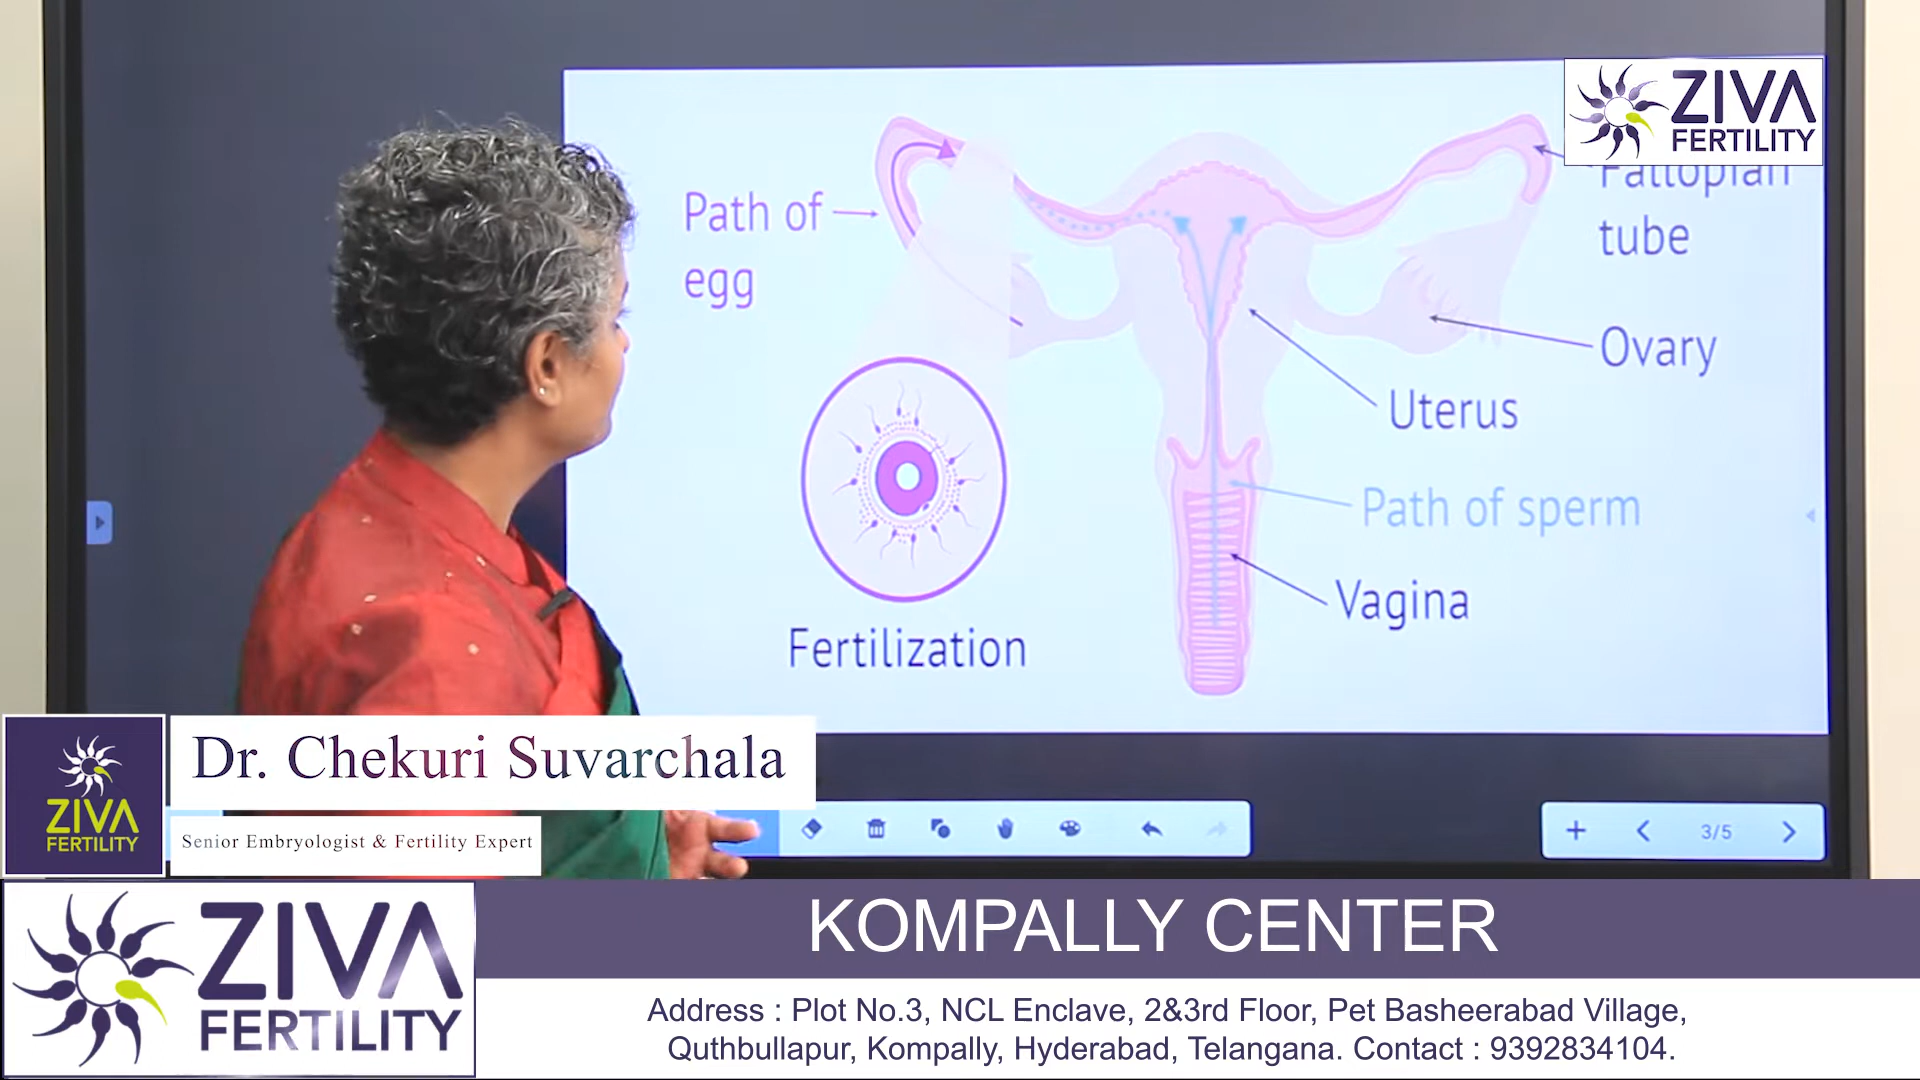 ZIVA
FERTILITY
Path of
egg
Fallopian
tube
Ovary
Uterus
Path of sperm
Vagina
Fertilization
3/5
ZIVA
FERTILITY
Dr. Chekuri Suvarchala
Senior Embryologist & Fertility Expert
ZIVA
FERTILITY
KOMPALLY CENTER
Address : Plot No.3, NCL Enclave, 2&3rd Floor, Pet Basheerabad Village,
Quthbullapur, Kompally, Hyderabad, Telangana. Contact : 9392834104.